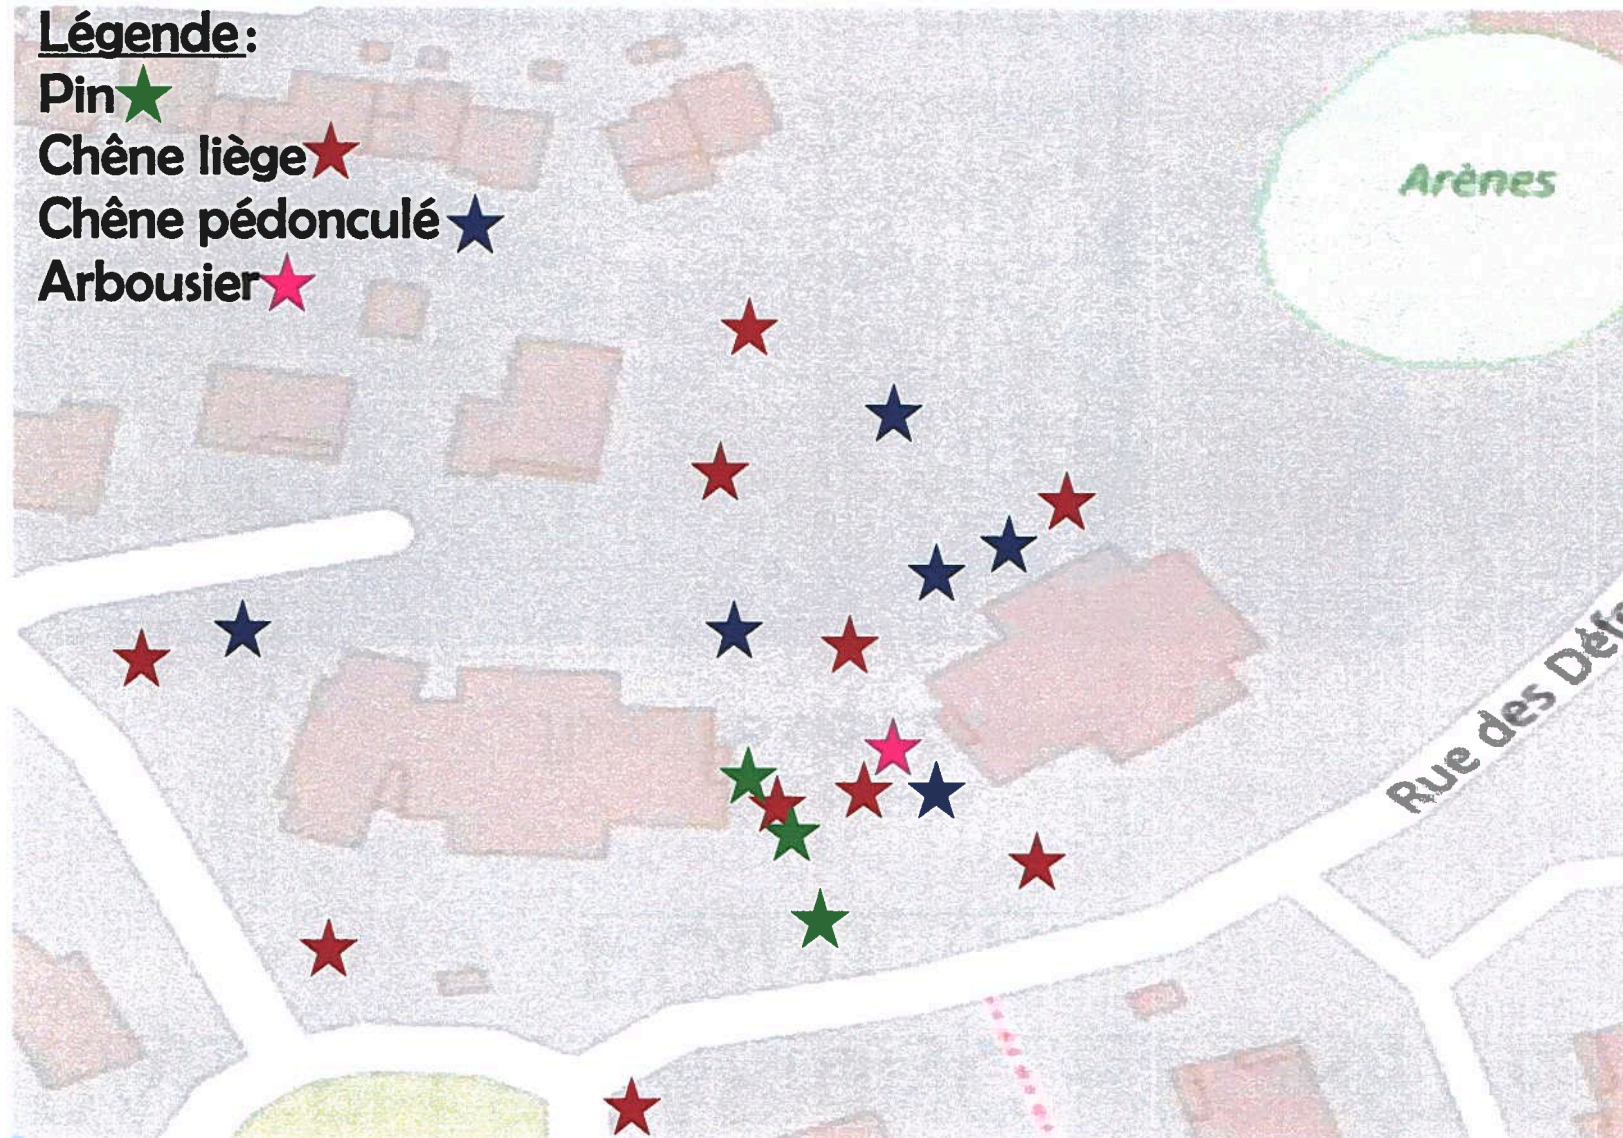 Légende:
Pin
Chêne liège
Chêne pédonculé
Arbousier
Arènes
Rue des